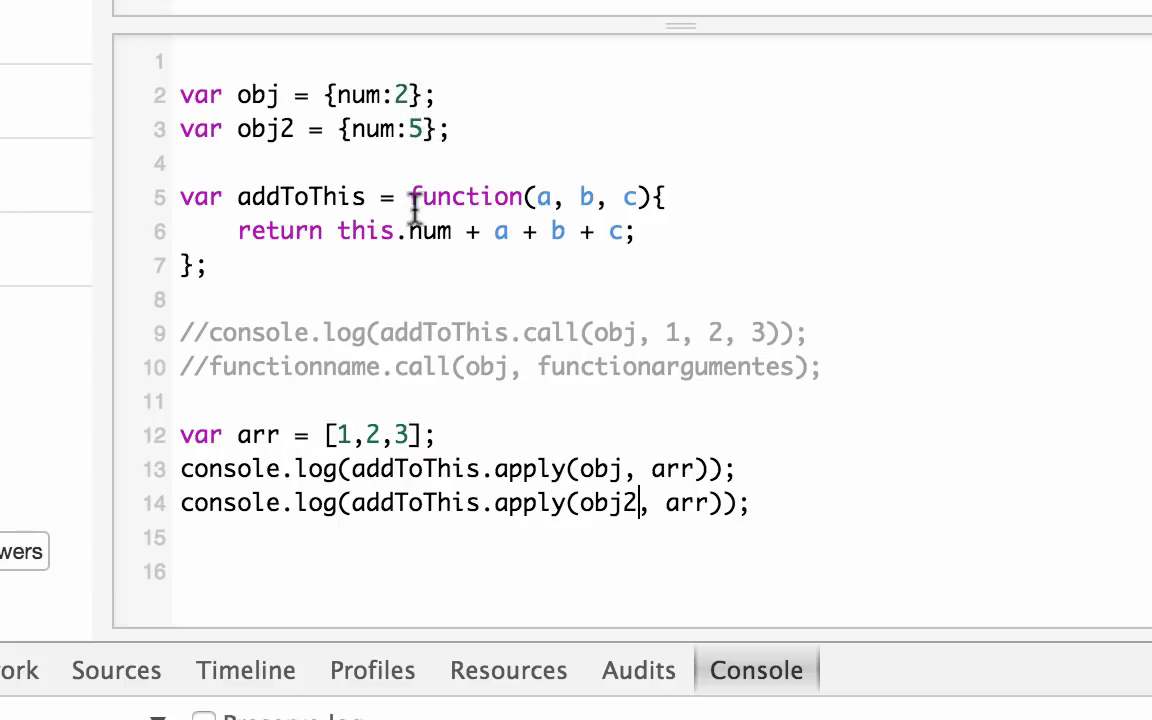 1
2 var obj = {num:2};
3 var obj2 = {num:5};
4
5 var addToThis = function(a, b, c){
6 return this.num + a + b + c;
7 };
8
9 //console.log(addToThis.call(obj, 1, 2, 3));
10 //functionname.call(obj, functionargumentes);
11
12 var arr = [1,2,3];
13 console.log(addToThis.apply(obj, arr));
14 console.log(addToThis.apply(obj2, arr));
15
wers
16
ork Sources Timeline Profiles Resources Audits Console
Preserve log